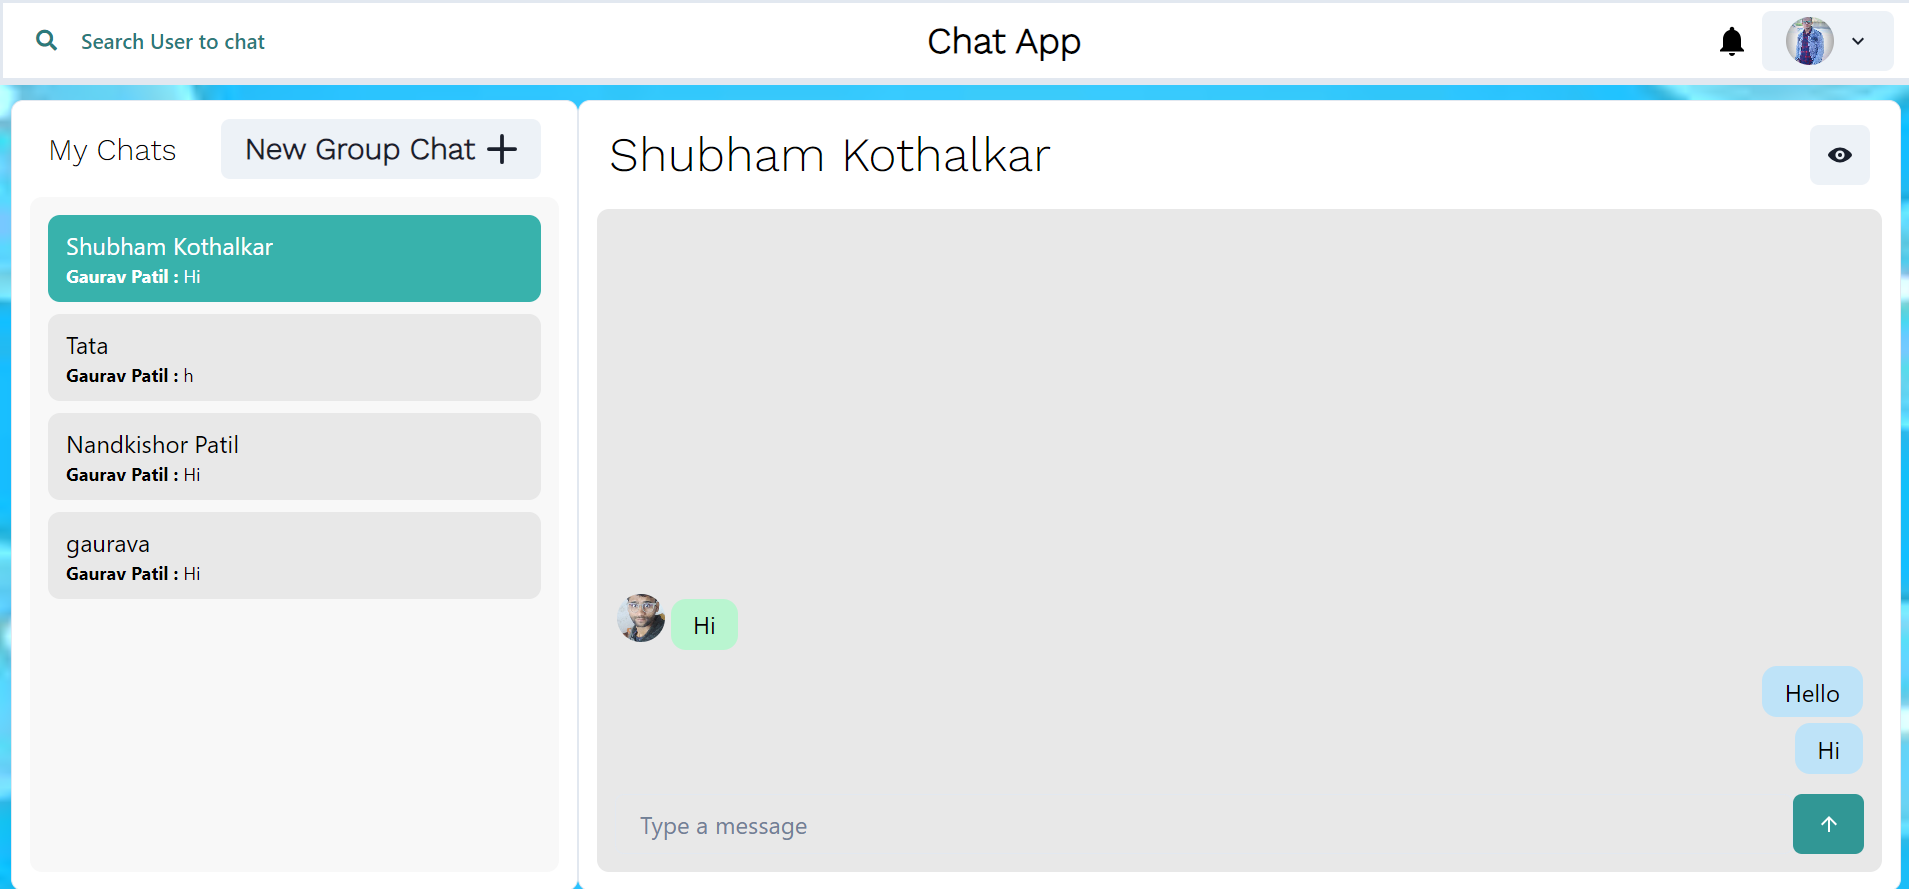 Search User to chat
Chat App
My Chats
New Group Chat
Shubham Kothalkar
Gaurav Patil : Hi
Tata
Gaurav Patil : h
Nandkishor Patil
Gaurav Patil : Hi
gaurava
Gaurav Patil : Hi
Shubham Kothalkar
Hi
Hello
Hi
Type a message